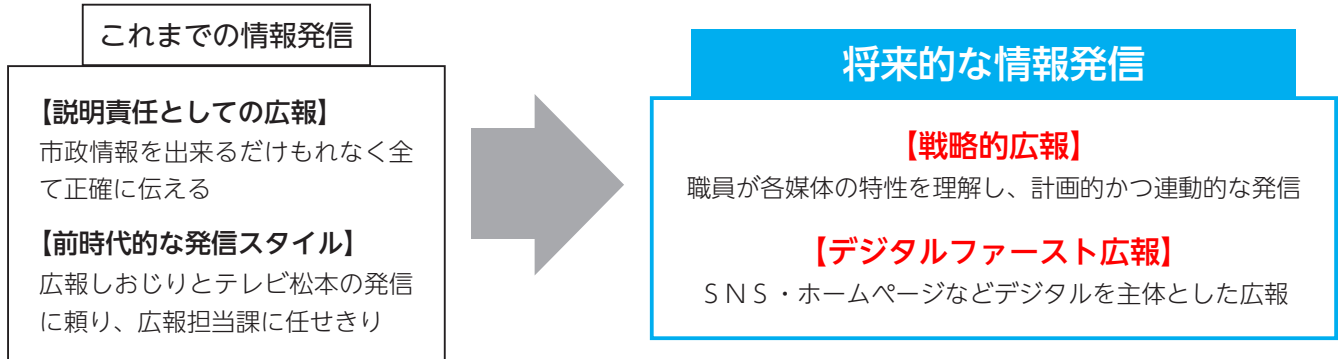 これまでの情報発信
【説明責任としての広報】
市政情報を出来るだけもれなく全
て正確に伝える
【前時代的な発信スタイル】
広報しおじりとテレビ松本の発信
に頼り、広報担当課に任せきり
将来的な情報発信
【戦略的広報】
職員が各媒体の特性を理解し、計画的かつ連動的な発信
【デジタルファースト広報】
ＳＮＳ・ホームページなどデジタルを主体とした広報